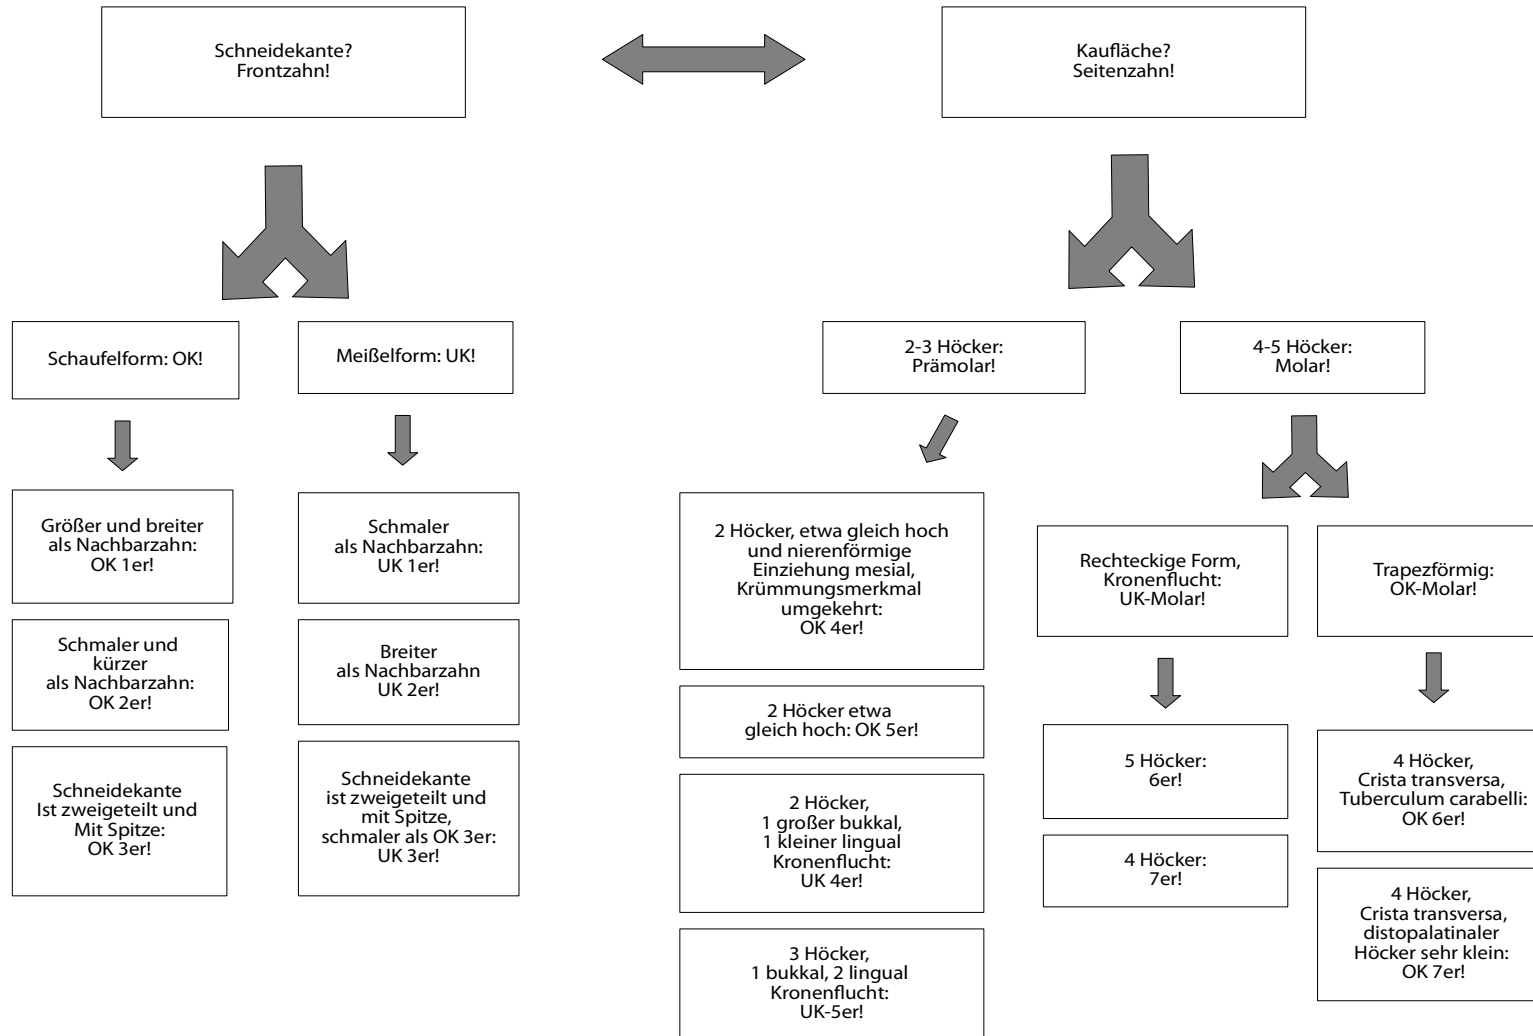 Schneidekante?
Frontzahn!
Kaufläche?
Seitenzahn!
Schaufelform: OK!
Meißelform: UK!
2-3 Höcker:
Prämolar!
4-5 Höcker:
Molar!
Größer und breiter
als Nachbarzahn:
OK 1er!
Schmaler und
kürzer
als Nachbarzahn:
OK 2er!
Schneidekante
Ist zweigeteilt und
Mit Spitze:
OK 3er!
Schmaler
als Nachbarzahn:
UK 1er!
Breiter
als Nachbarzahn
UK 2er!
Schneidekante
ist zweigeteilt und
mit Spitze,
schmaler als OK 3er:
UK 3er!
2 Höcker, etwa gleich hoch
und nierenförmige
Einziehung mesial,
Krümmungsmerkmal
umgekehrt:
OK 4er!
2 Höcker etwa
gleich hoch: OK 5er!
2 Höcker,
1 großer bukkal,
1 kleiner lingual
Kronenflucht:
UK 4er!
3 Höcker,
1 bukkal, 2 lingual
Kronenflucht:
UK-5er!
Rechteckige Form,
Kronenflucht:
UK-Molar!
5 Höcker:
6er!
4 Höcker:
7er!
Trapezförmig:
OK-Molar!
4 Höcker,
Crista transversa,
Tuberculum carabelli:
OK 6er!
4 Höcker,
Crista transversa,
distopalatinaler
Höcker sehr klein:
OK 7er!